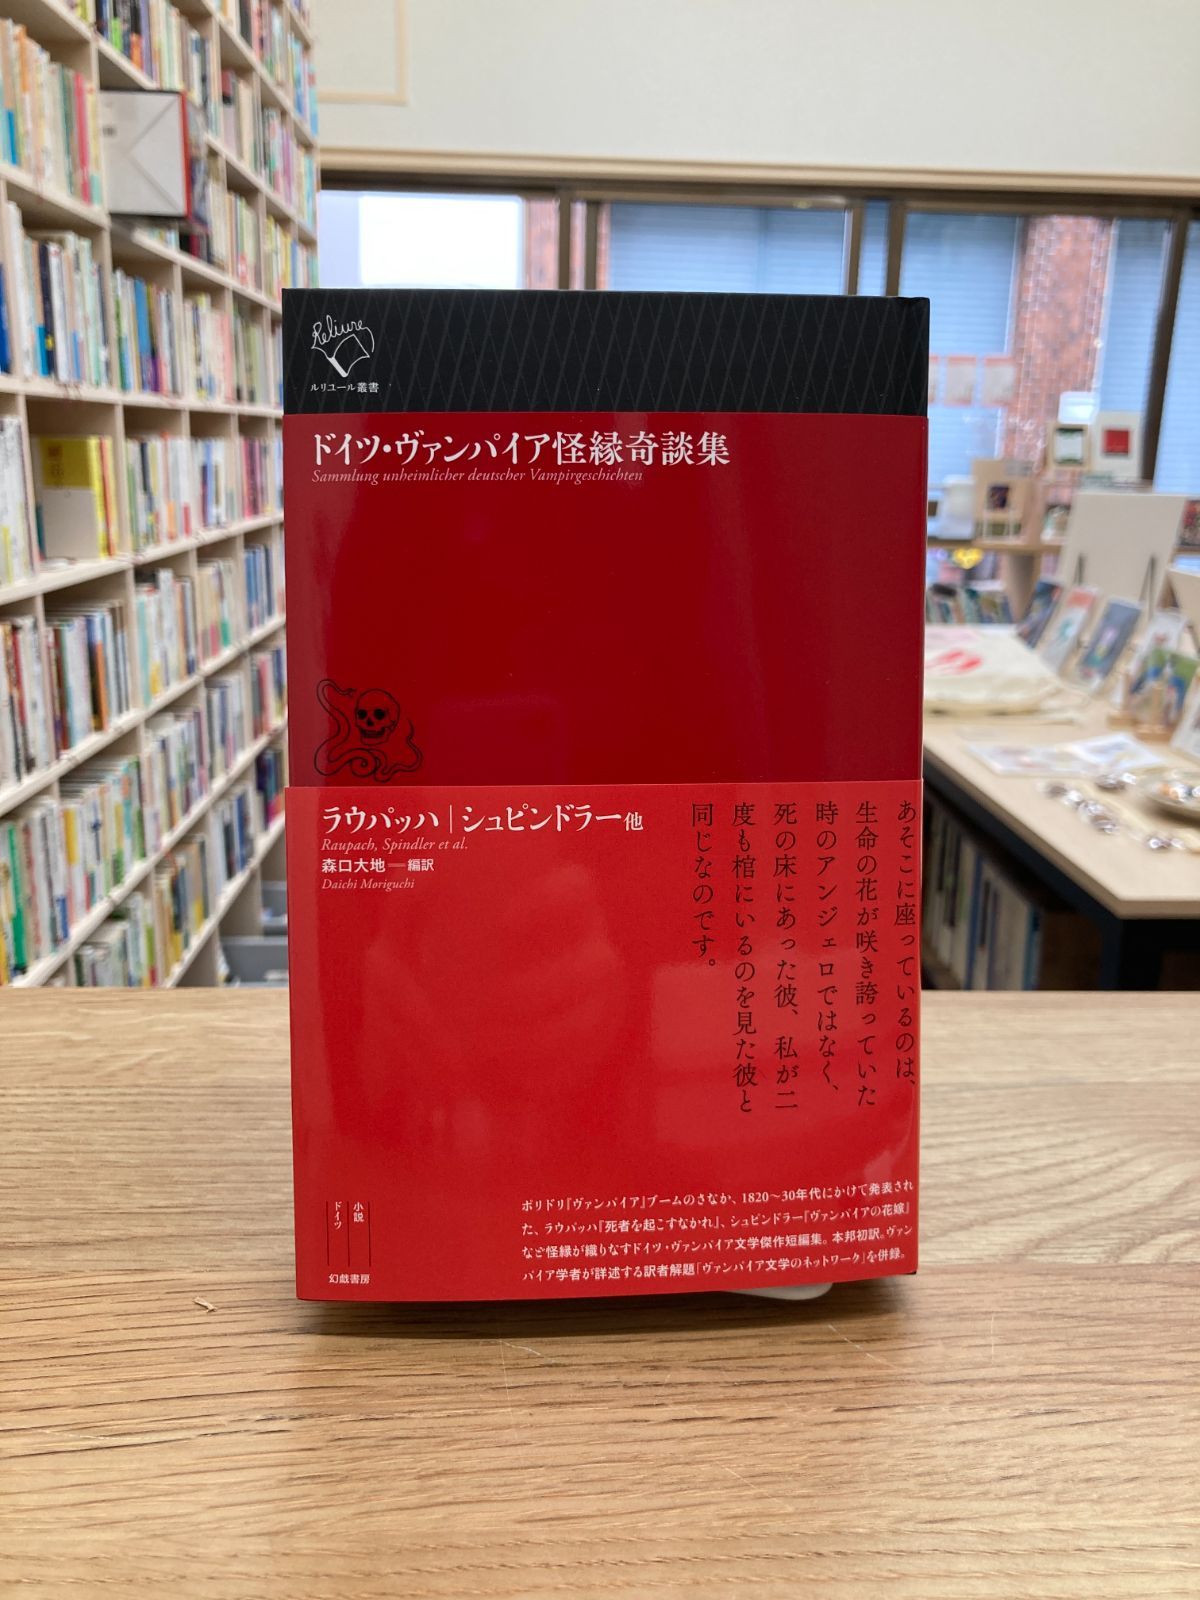 Reliure
ルリユール叢書
ドイツ・ヴァンパイア怪縁奇談集
Sammlung unheimlicher deutscher Vampirgeschichten
ラウパッハ｜シュピンドラー他
Raupach, Spindler et al.
森口大地──編訳
Daichi Moriguchi
あそこに座っているのは、
生命の花が咲き誇っていた
時のアンジェロではなく、
死の床にあった彼、私が二
度も棺にいるのを見た彼と
同じなのです。
ポリドリ『ヴァンパイア』ブームのさなか、1820〜30年代にかけて発表され
た、ラウパッハ『死者を起こすなかれ』、シュピンドラー『ヴァンパイアの花嫁』
など怪縁が織りなすドイツ・ヴァンパイア文学傑作短編集。本邦初訳。ヴァン
パイア学者が詳述する訳者解題「ヴァンパイア文学のネットワーク」を併録。
小説
ドイツ
幻戯書房